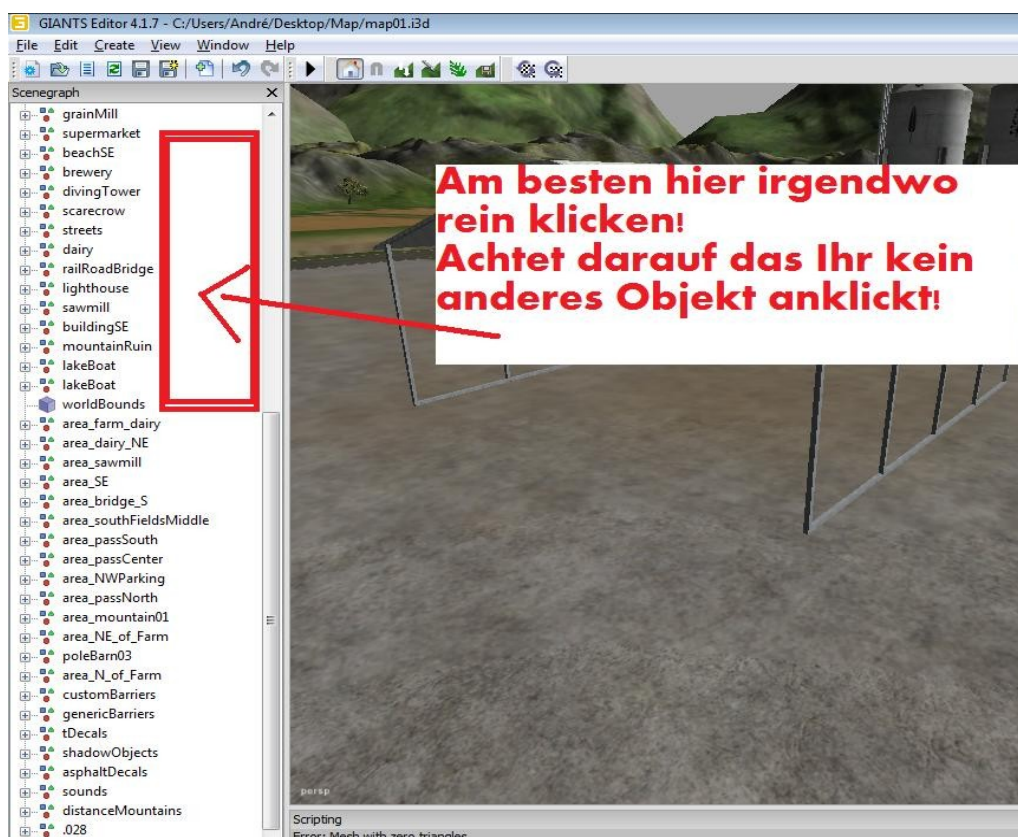 GIANTS Editor 4.1.7 - C:/Users/André/Desktop/Map/map01.i3d
File Edit Create View Window Help
Scenegraph
grainMill
supermarket
beachSE
brewery
divingTower
scarecrow
streets
dairy
railRoadBridge
lighthouse
sawmill
buildingSE
mountainRuin
lakeBoat
lakeBoat
worldBounds
area_farm_dairy
area_dairy_NE
area_sawmill
area_SE
area_bridge_S
area_southFieldsMiddle
area_passSouth
area_passCenter
area_NWParking
area_passNorth
area_mountain01
area_NE_of_Farm
poleBarn03
area_N_of_Farm
customBarriers
genericBarriers
tDecals
shadowObjects
asphaltDecals
sounds
distanceMountains
.028
Am besten hier irgendwo
rein klicken!
Achtet darauf das Ihr kein
anderes Objekt anklickt!
persp
Scripting
Error: Mesh with zero triangles